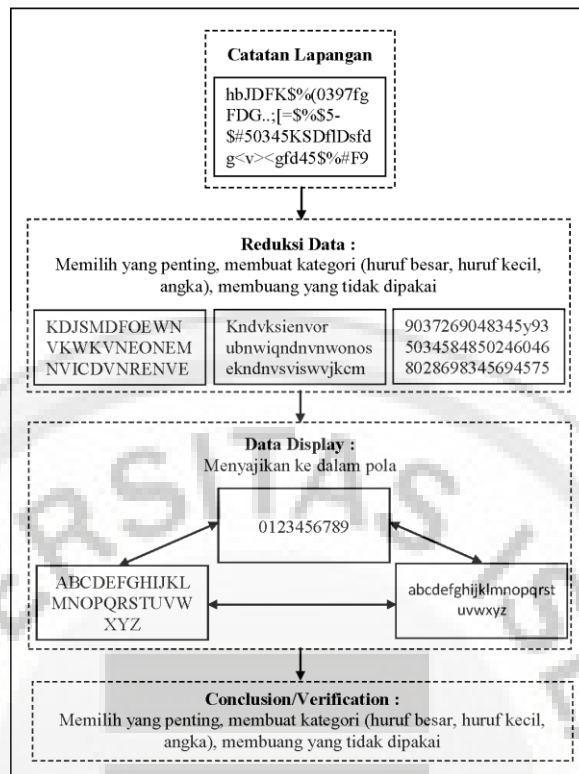 Catatan Lapangan
hbJDFK$%(0397fg
FDG..;[=$%$5-
$#50345KSDflDsfd
g<v><gfd45$%#F9
Reduksi Data :
Memilih yang penting, membuat kategori (huruf besar, huruf kecil,
angka), membuang yang tidak dipakai
KDJSMDFOEWN
VKWKVNEONEM
NVICDVNRENVE
Kndvksienvor
ubnwiqndnvnwonos
ekndnvsviswvjkcm
9037269048345y93
5034584850246046
8028698345694575
Data Display :
Menyajikan ke dalam pola
0123456789
ABCDEFGHIJKL
MNOPQRSTUVW
XYZ
abcdefghijklmnopqrst
uvwxyz
Conclusion/Verification :
Memilih yang penting, membuat kategori (huruf besar, huruf kecil,
angka), membuang yang tidak dipakai